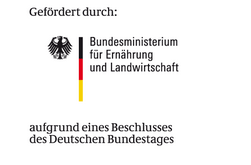 Gefördert durch:
Bundesministerium
für Ernährung
und Landwirtschaft
aufgrund eines Beschlusses
des Deutschen Bundestages